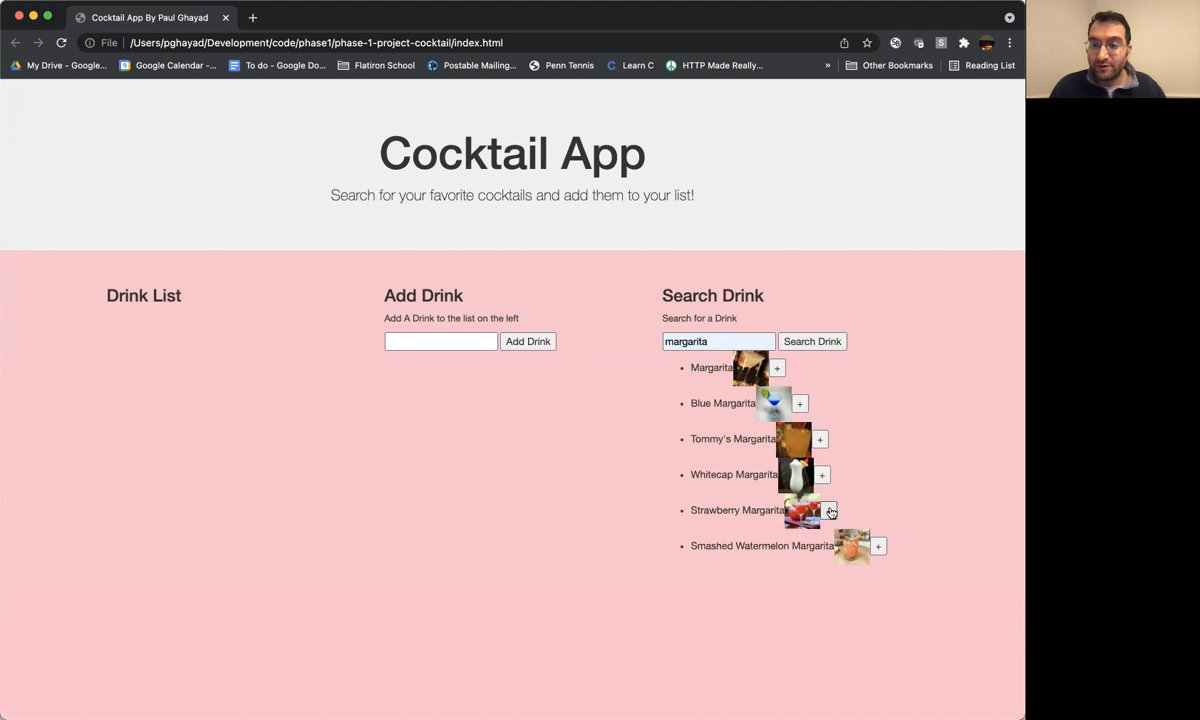 Cocktail App By Paul Ghayad
File /Users/pghayad/Development/code/phase1/phase-1-project-cocktail/index.html
My Drive - Google... Google Calendar -... To do - Google Do... Flatiron School Postable Mailing... Penn Tennis Learn C HTTP Made Really... » Other Bookmarks Reading List
Cocktail App
Search for your favorite cocktails and add them to your list!
Drink List
Add Drink
Add A Drink to the list on the left
Add Drink
Search Drink
Search for a Drink
margarita Search Drink
Margarita +
Blue Margarita +
Tommy's Margarita +
Whitecap Margarita +
Strawberry Margarita
Smashed Watermelon Margarita +